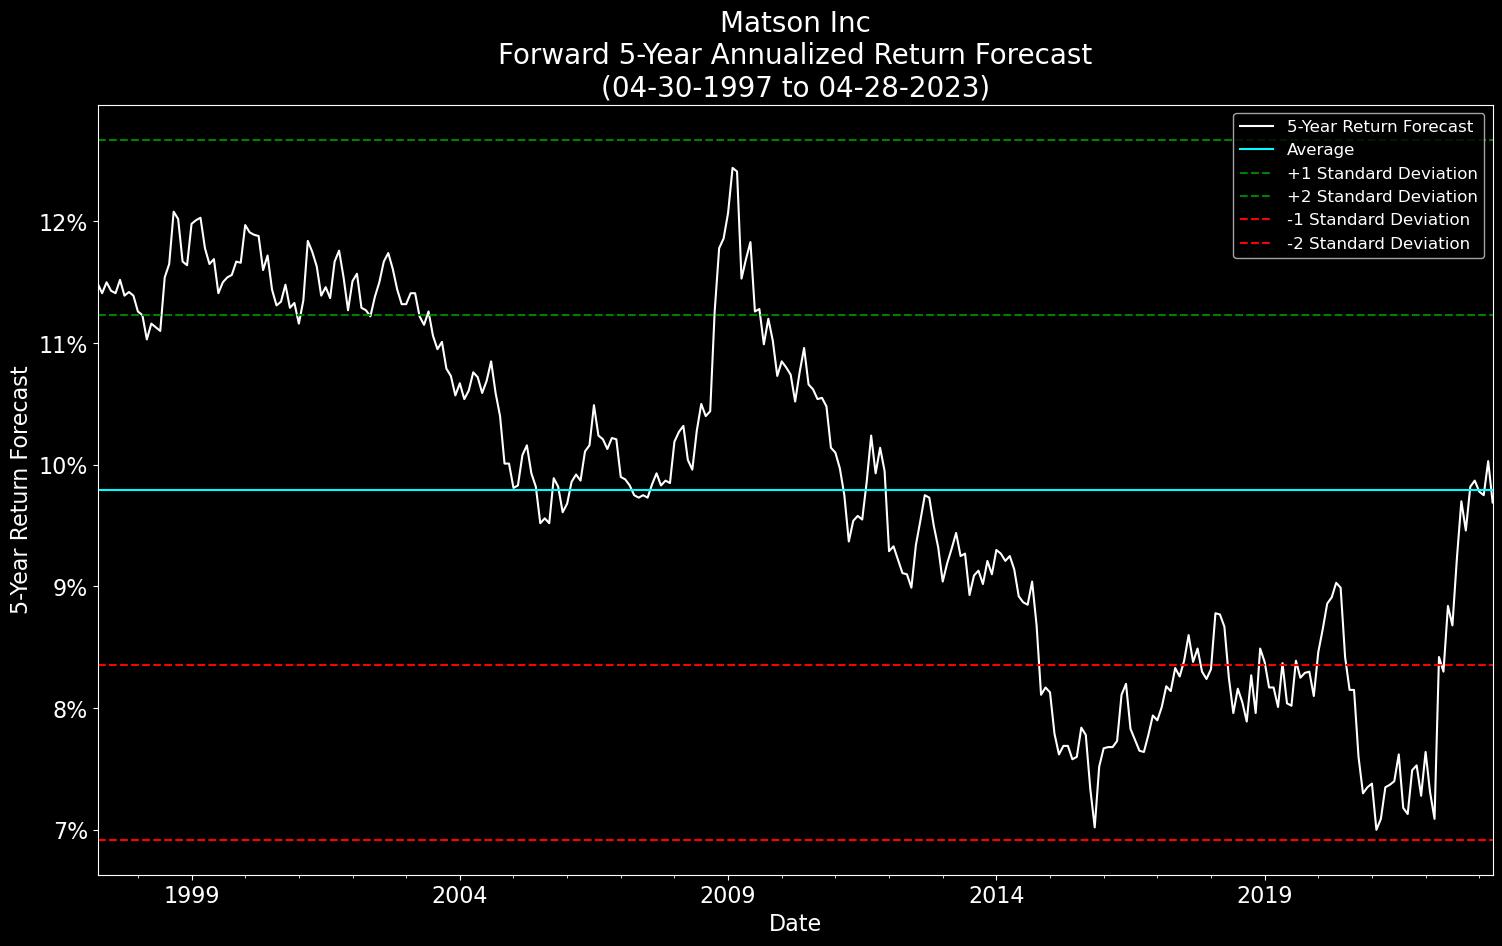 Matson Inc
Forward 5-Year Annualized Return Forecast
(04-30-1997 to 04-28-2023)
5-Year Return Forecast
Average
+1 Standard Deviation
+2 Standard Deviation
-1 Standard Deviation
-2 Standard Deviation
12%
11%
10%
9%
8%
7%
5-Year Return Forecast
1999
2004
2009
2014
2019
Date